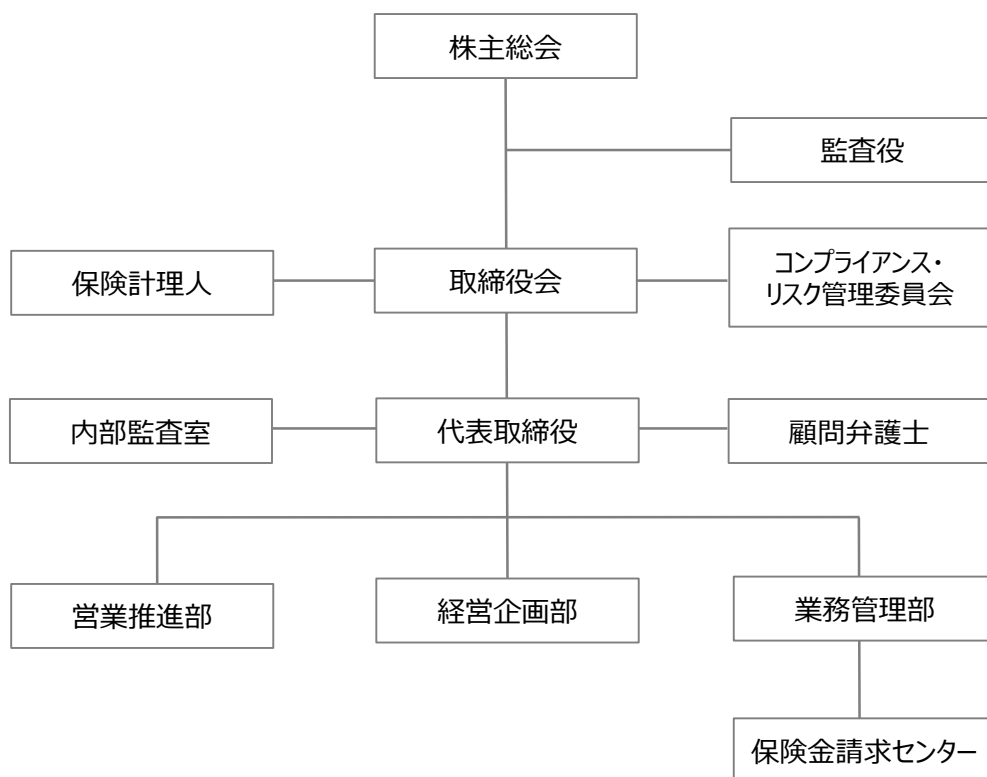 株主総会
監査役
保険計理人
取締役会
コンプライアンス・
リスク管理委員会
内部監査室
代表取締役
顧問弁護士
営業推進部
経営企画部
業務管理部
保険金請求センター